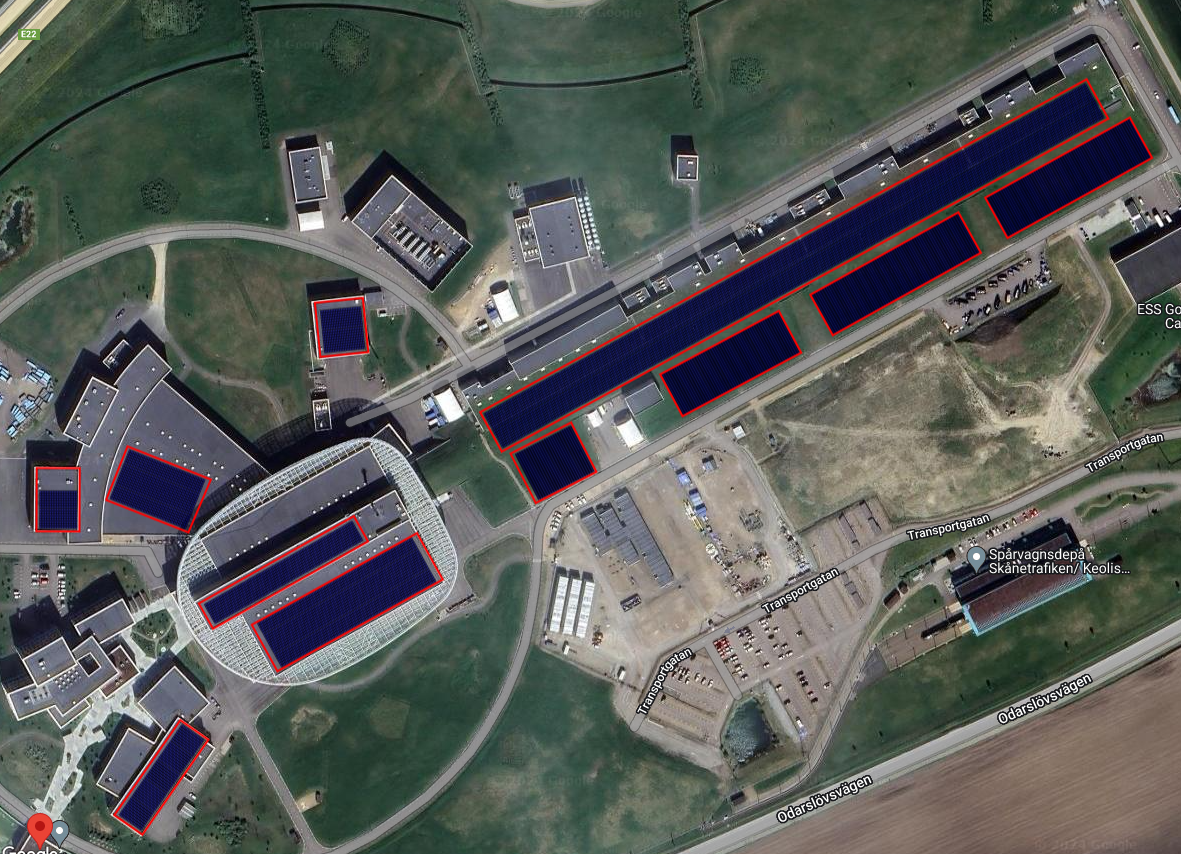 E22
ESS Go
Ca
Transportgatan
Transportgatan
Spårvagnsdepå
Skånetrafiken/ Keolis...
Transportgatan
Transportgatan
Odarslövsvägen
Odarslövsvägen
Google